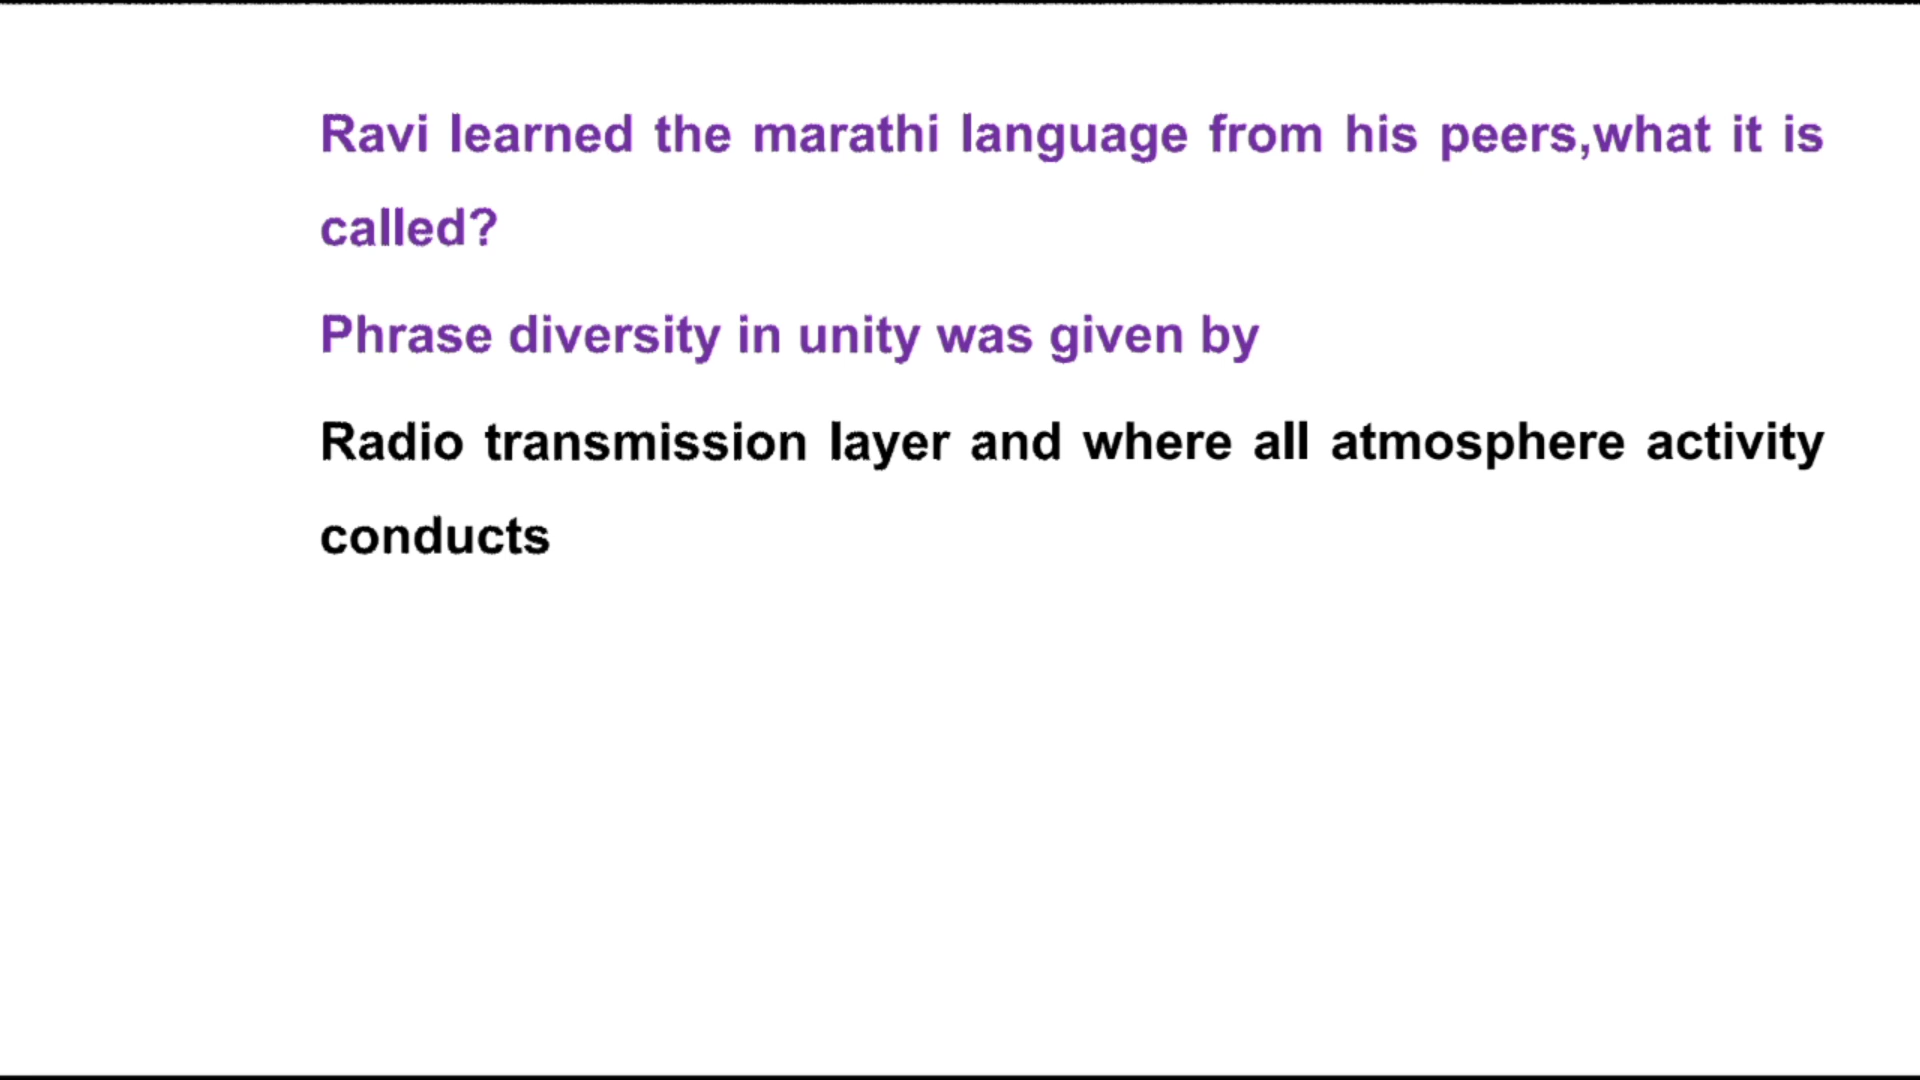 Ravi learned the marathi language from his peers,what it is
called?
Phrase diversity in unity was given by
Radio transmission layer and where all atmosphere activity
conducts